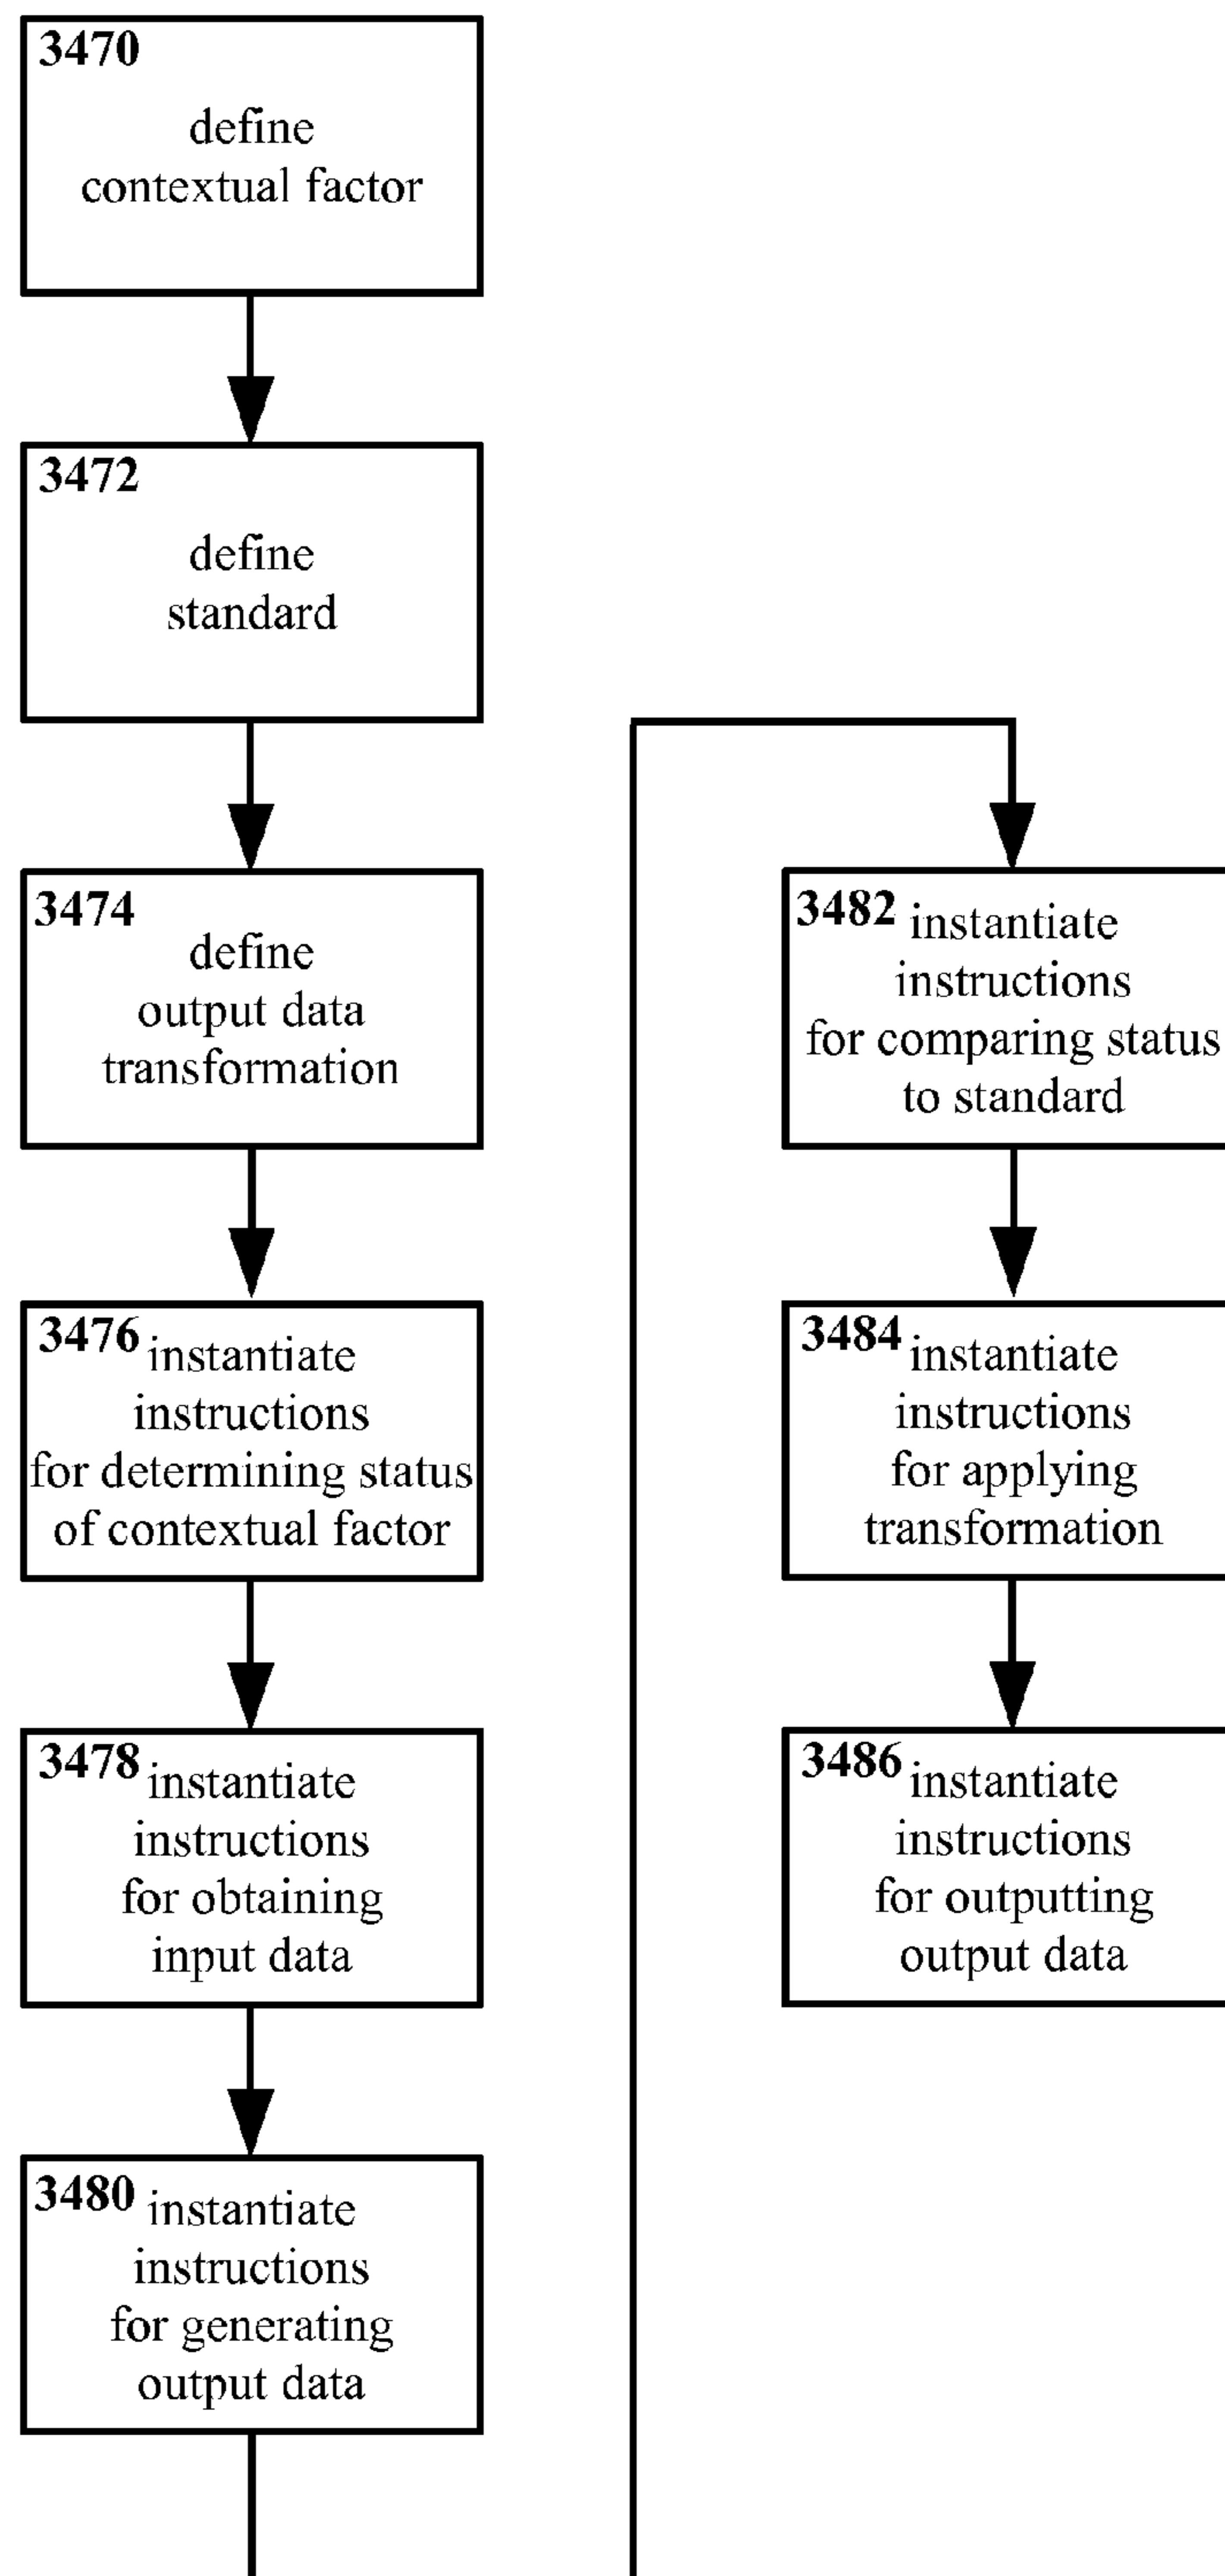 3470
define
contextual factor
3472
define
standard
3474
define
output data
transformation
3476 instantiate
instructions
for determining status
of contextual factor
3478 instantiate
instructions
for obtaining
input data
3480 instantiate
instructions
for generating
output data
3482 instantiate
instructions
for comparing status
to standard
3484 instantiate
instructions
for applying
transformation
3486 instantiate
instructions
for outputting
output data